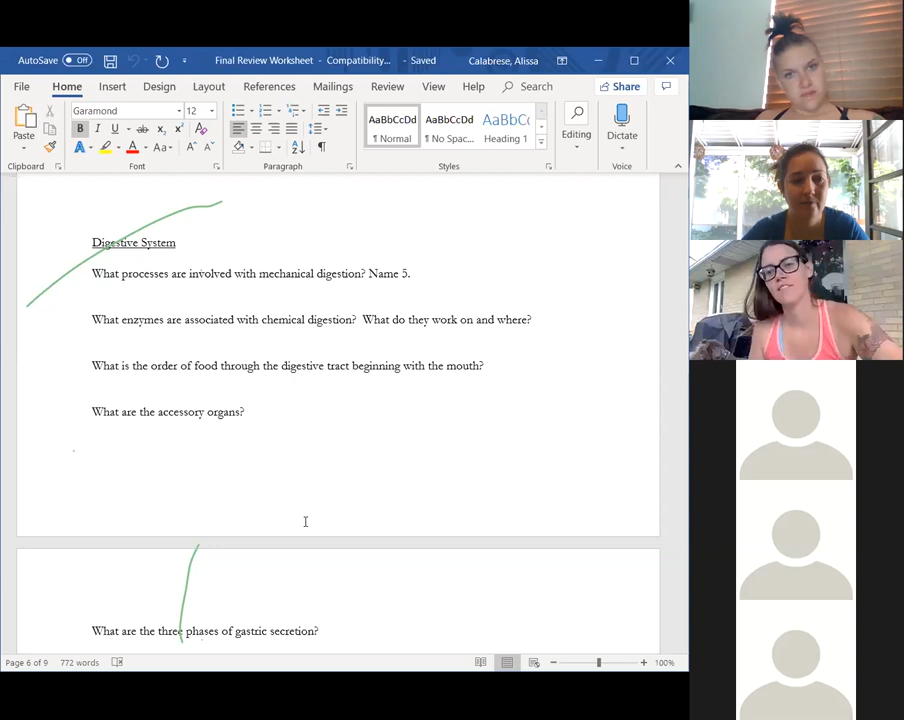 AutoSave Off Final Review Worksheet - Compatibility... - Saved Calabrese, Alissa
File Home Insert Design Layout References Mailings Review View Help Search Share
Garamond 12 AaBbCcDd AaBbCcDd AaBbCc
Paste B I U ab x₂ x² A ¶ Normal ¶ No Spac... Heading 1 Editing Dictate
A A Aa A A
Clipboard Font Paragraph Styles Voice
Digestive System
What processes are involved with mechanical digestion? Name 5.
What enzymes are associated with chemical digestion? What do they work on and where?
What is the order of food through the digestive tract beginning with the mouth?
What are the accessory organs?
What are the three phases of gastric secretion?
Page 6 of 9 772 words 100%